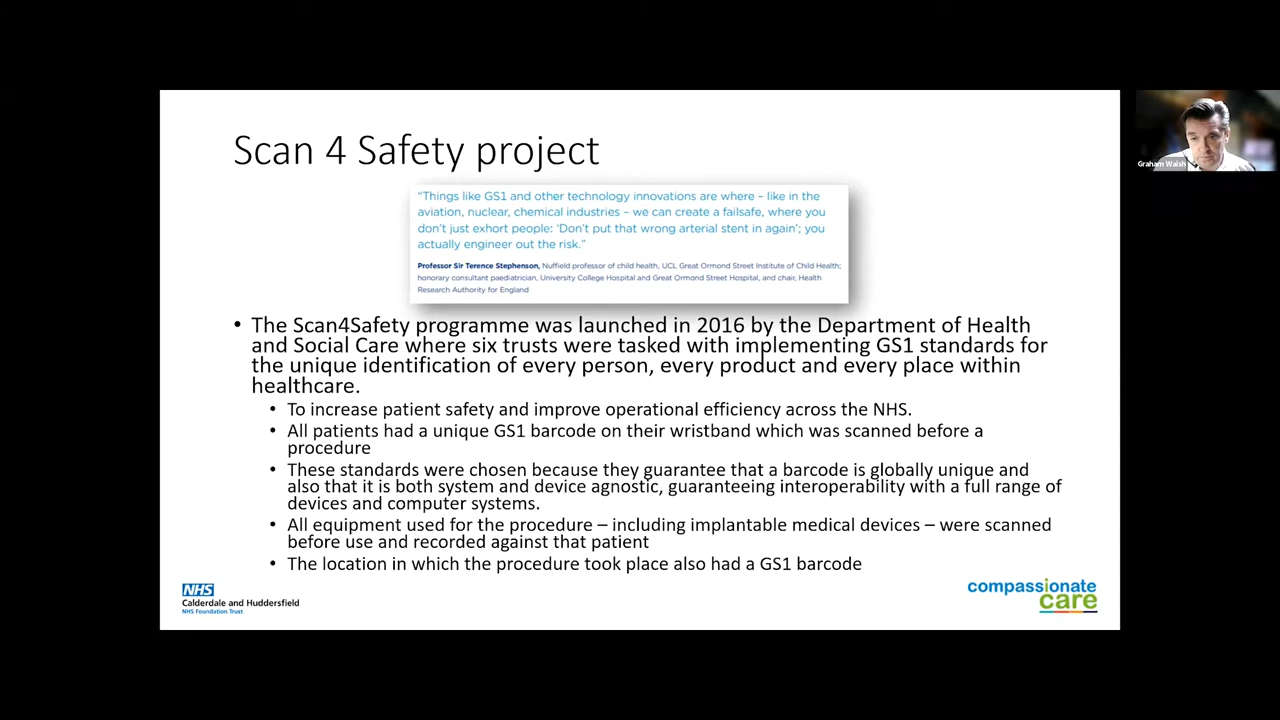 Scan 4 Safety project
“Things like GS1 and other technology innovations are where – like in the
aviation, nuclear, chemical industries – we can create a failsafe, where you
don’t just exhort people: ‘Don’t put that wrong arterial stent in again’; you
actually engineer out the risk.”
Professor Sir Terence Stephenson, Nuffield professor of child health, UCL Great Ormond Street Institute of Child Health;
honorary consultant paediatrician, University College Hospital and Great Ormond Street Hospital, and chair, Health
Research Authority for England
Graham Walsh
• The Scan4Safety programme was launched in 2016 by the Department of Health
and Social Care where six trusts were tasked with implementing GS1 standards for
the unique identification of every person, every product and every place within
healthcare.
• To increase patient safety and improve operational efficiency across the NHS.
• All patients had a unique GS1 barcode on their wristband which was scanned before a
procedure
• These standards were chosen because they guarantee that a barcode is globally unique and
also that it is both system and device agnostic, guaranteeing interoperability with a full range of
devices and computer systems.
• All equipment used for the procedure – including implantable medical devices – were scanned
before use and recorded against that patient
• The location in which the procedure took place also had a GS1 barcode
NHS
Calderdale and Huddersfield
NHS Foundation Trust
compassionate
care